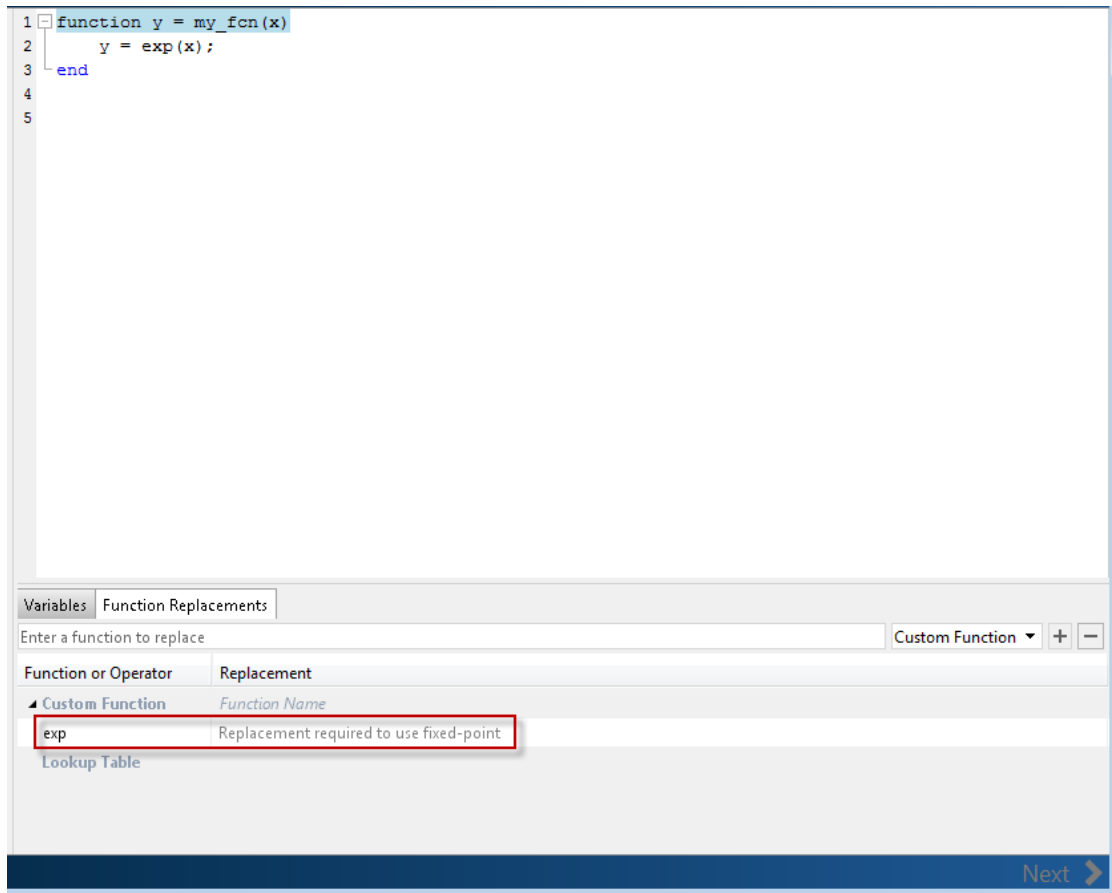 1 function y = my_fcn(x)
2 y = exp(x);
3 end
4
5
Variables Function Replacements
Enter a function to replace Custom Function + −
Function or Operator Replacement
Custom Function Function Name
exp Replacement required to use fixed-point
Lookup Table
Next